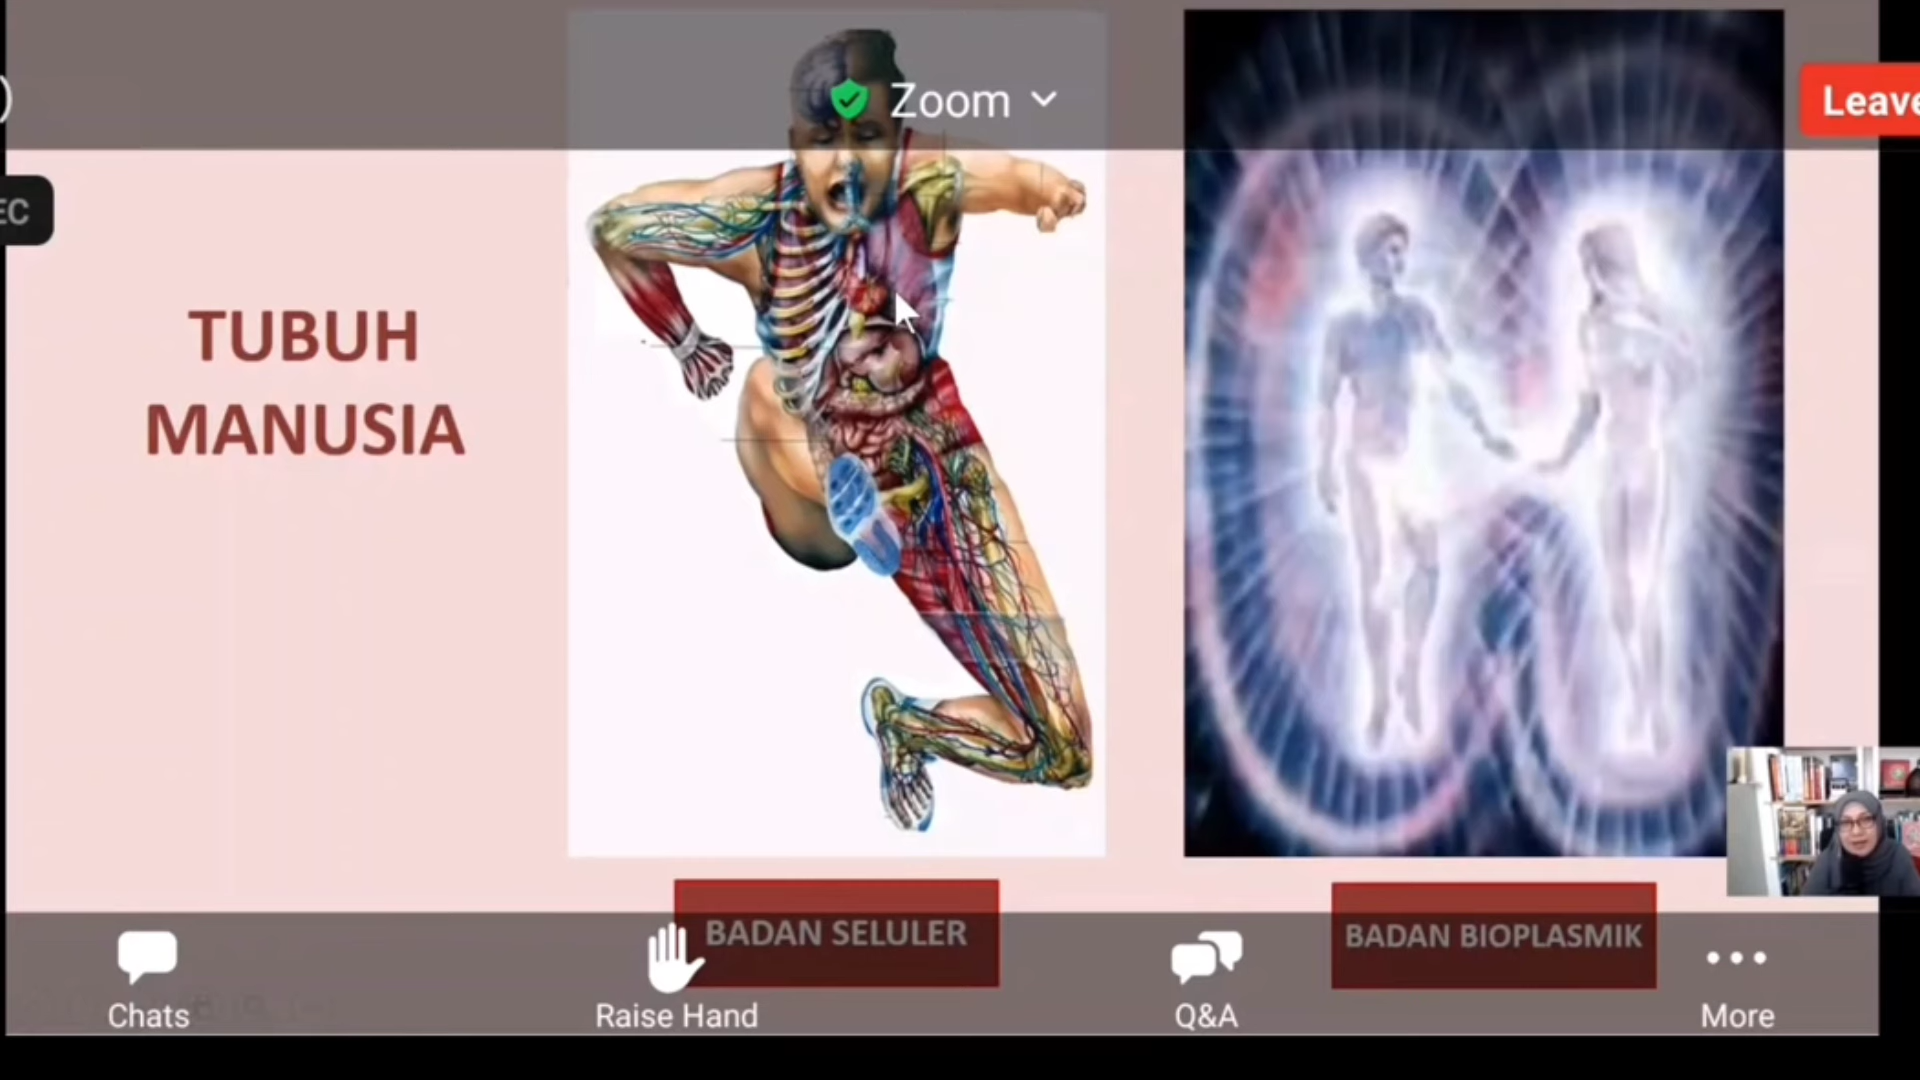 Zoom
Leave
EC
TUBUH
MANUSIA
BADAN SELULER
BADAN BIOPLASMIK
Chats
Raise Hand
Q&A
More